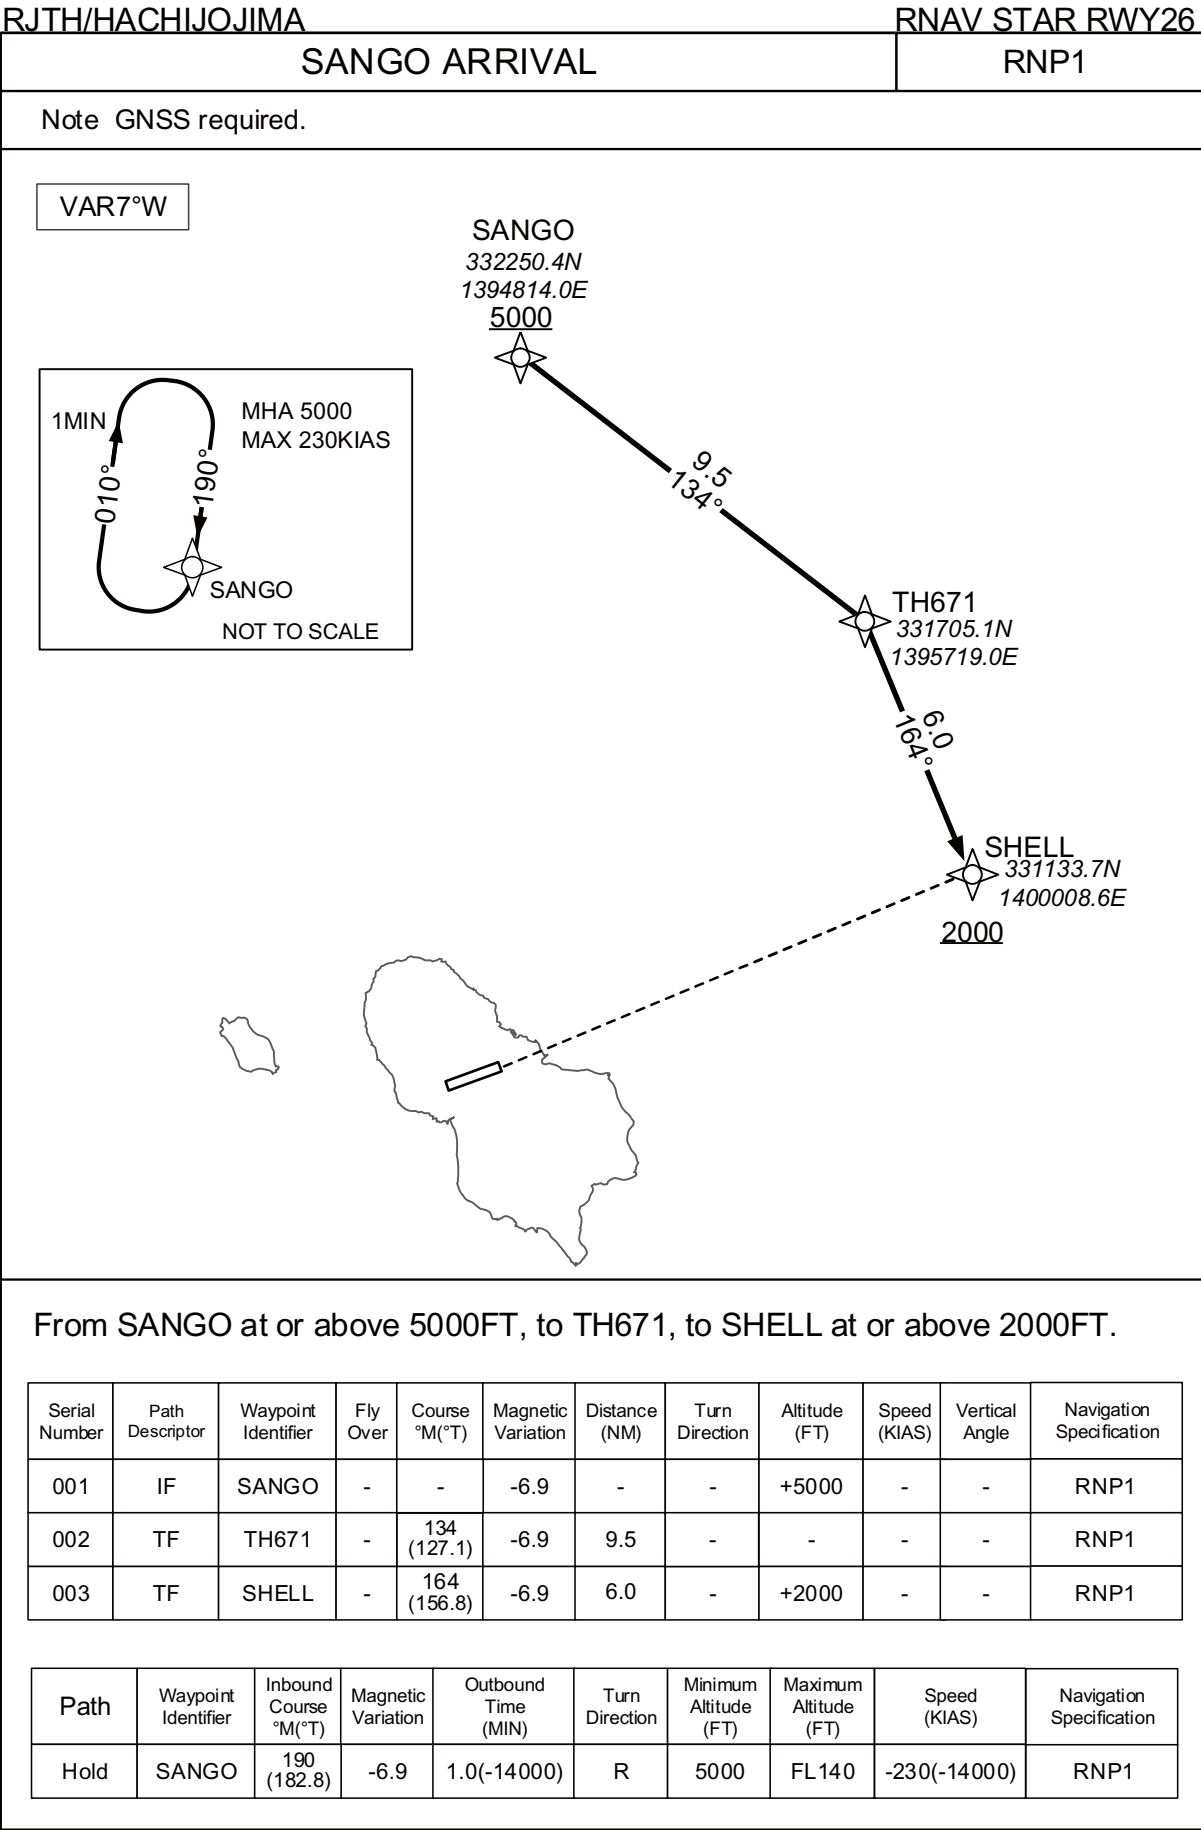 RJTH/HACHIJOJIMA
RNAV STAR RWY26
SANGO ARRIVAL
RNP1
Note GNSS required.
VAR7°W
SANGO
332250.4N
1394814.0E
5000
1MIN
MHA 5000
MAX 230KIAS
010°
190°
SANGO
NOT TO SCALE
9.5
134°
TH671
331705.1N
1395719.0E
6.0
164°
SHELL
331133.7N
1400008.6E
2000
From SANGO at or above 5000FT, to TH671, to SHELL at or above 2000FT.
Serial Number Path Descriptor Waypoint Identifier Fly Over Course °M(°T) Magnetic Variation Distance (NM) Turn Direction Altitude (FT) Speed (KIAS) Vertical Angle Navigation Specification
001 IF SANGO - - -6.9 - - +5000 - - RNP1
002 TF TH671 - 134 (127.1) -6.9 9.5 - - - - RNP1
003 TF SHELL - 164 (156.8) -6.9 6.0 - +2000 - - RNP1
Path Waypoint Identifier Inbound Course °M(°T) Magnetic Variation Outbound Time (MIN) Turn Direction Minimum Altitude (FT) Maximum Altitude (FT) Speed (KIAS) Navigation Specification
Hold SANGO 190 (182.8) -6.9 1.0(-14000) R 5000 FL140 -230(-14000) RNP1